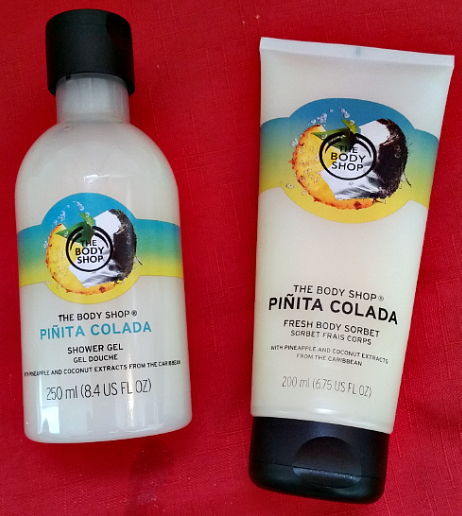 THE
BODY
SHOP
THE BODY SHOP®
PIÑITA COLADA
SHOWER GEL
GEL DOUCHE
WITH PINEAPPLE AND COCONUT EXTRACTS FROM THE CARIBBEAN
250 ml (8.4 US FL OZ)
THE
BODY
SHOP
THE BODY SHOP®
PIÑITA COLADA
FRESH BODY SORBET
SORBET FRAIS CORPS
WITH PINEAPPLE AND COCONUT EXTRACTS
FROM THE CARIBBEAN
200 ml (6.75 US FL OZ)